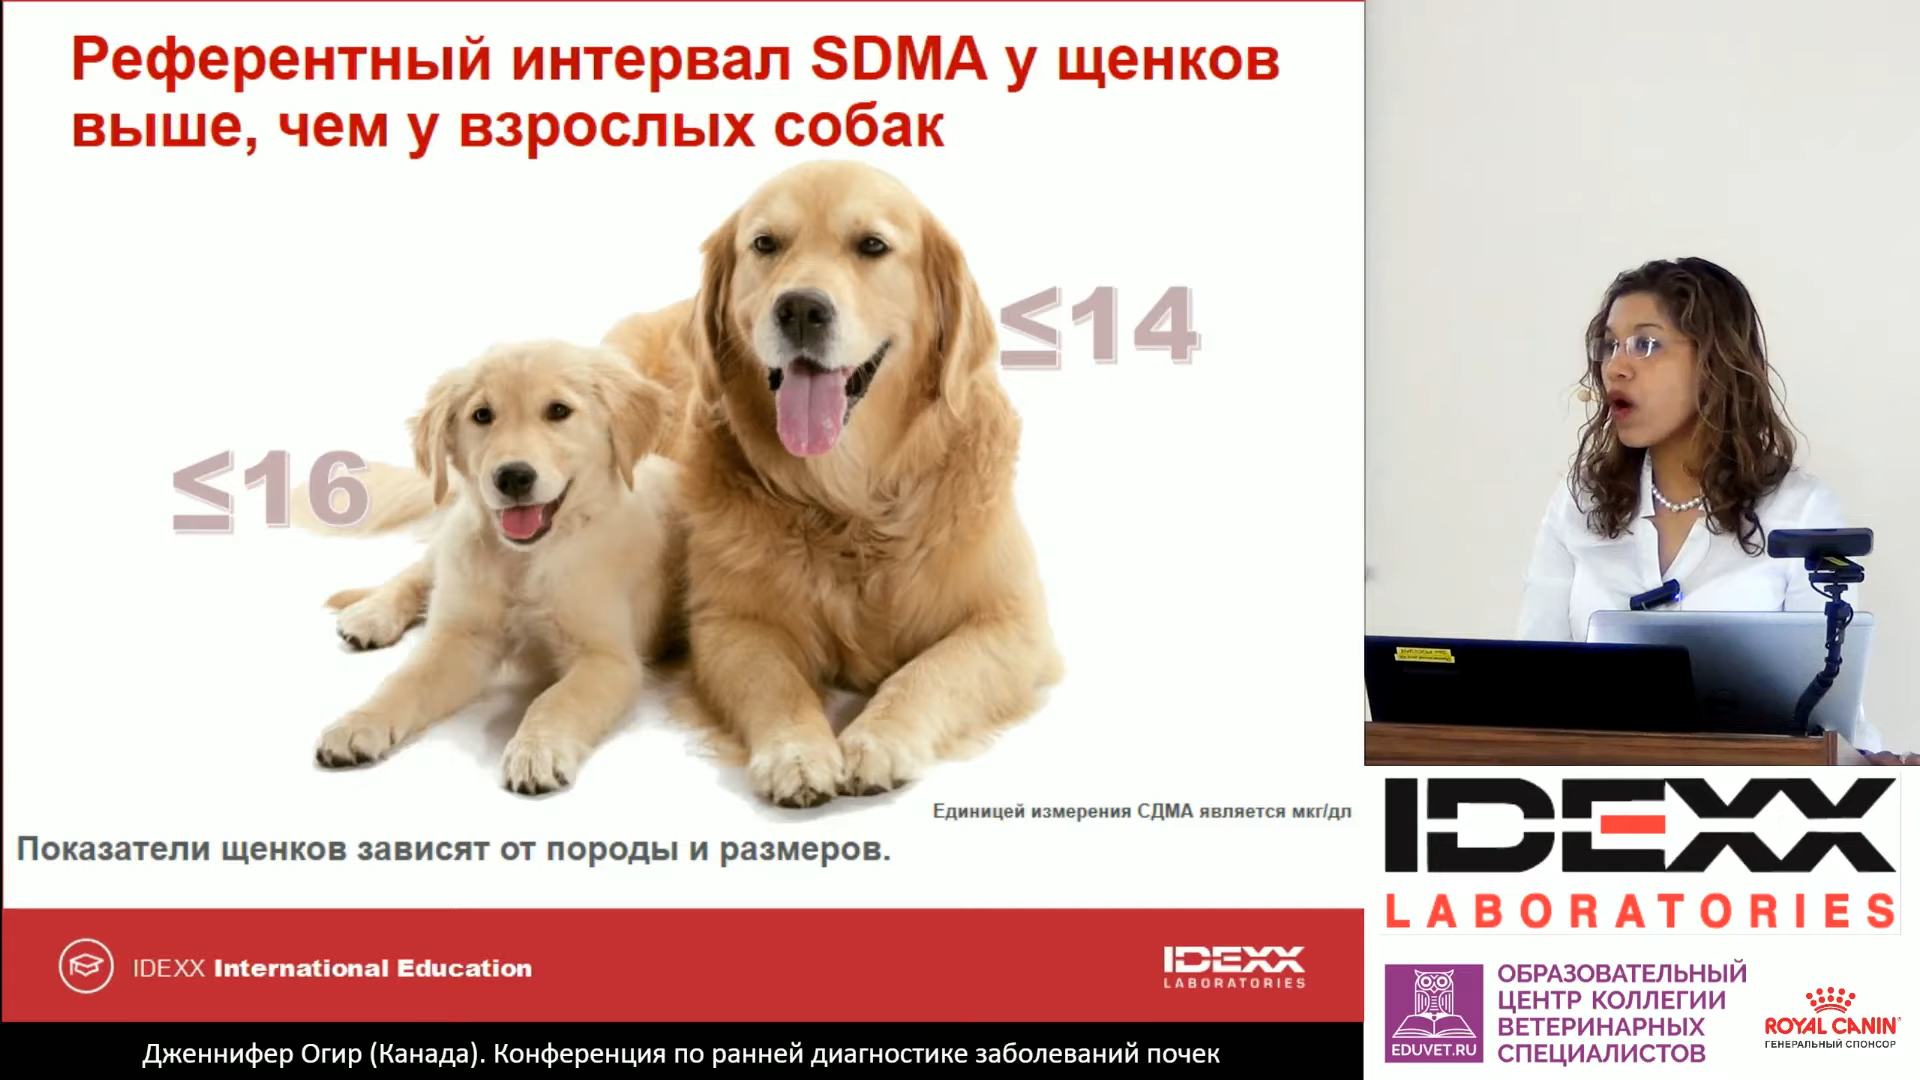 Референтный интервал SDMA у щенков
выше, чем у взрослых собак
≤14
≤16
Единицей измерения СДМА является мкг/дл
Показатели щенков зависят от породы и размеров.
IDEXX International Education
IDEXX
LABORATORIES
IDEXX
LABORATORIES
EDUVET.RU
ОБРАЗОВАТЕЛЬНЫЙ
ЦЕНТР КОЛЛЕГИИ
ВЕТЕРИНАРНЫХ
СПЕЦИАЛИСТОВ
ROYAL CANIN
ГЕНЕРАЛЬНЫЙ СПОНСОР
Дженнифер Огир (Канада). Конференция по ранней диагностике заболеваний почек